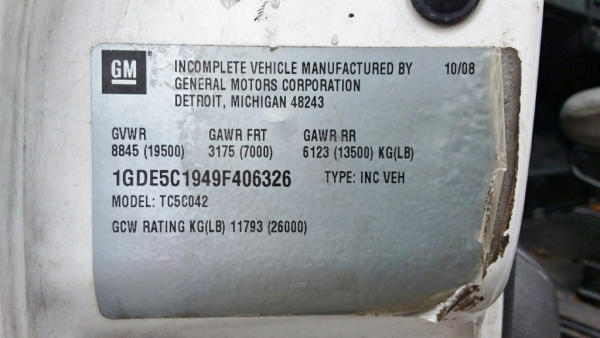 GM INCOMPLETE VEHICLE MANUFACTURED BY 10/08
GENERAL MOTORS CORPORATION
DETROIT, MICHIGAN 48243
GVWR GAWR FRT GAWR RR
8845 (19500) 3175 (7000) 6123 (13500) KG(LB)
1GDE5C1949F406326 TYPE: INC VEH
MODEL: TC5C042
GCW RATING KG(LB) 11793 (26000)